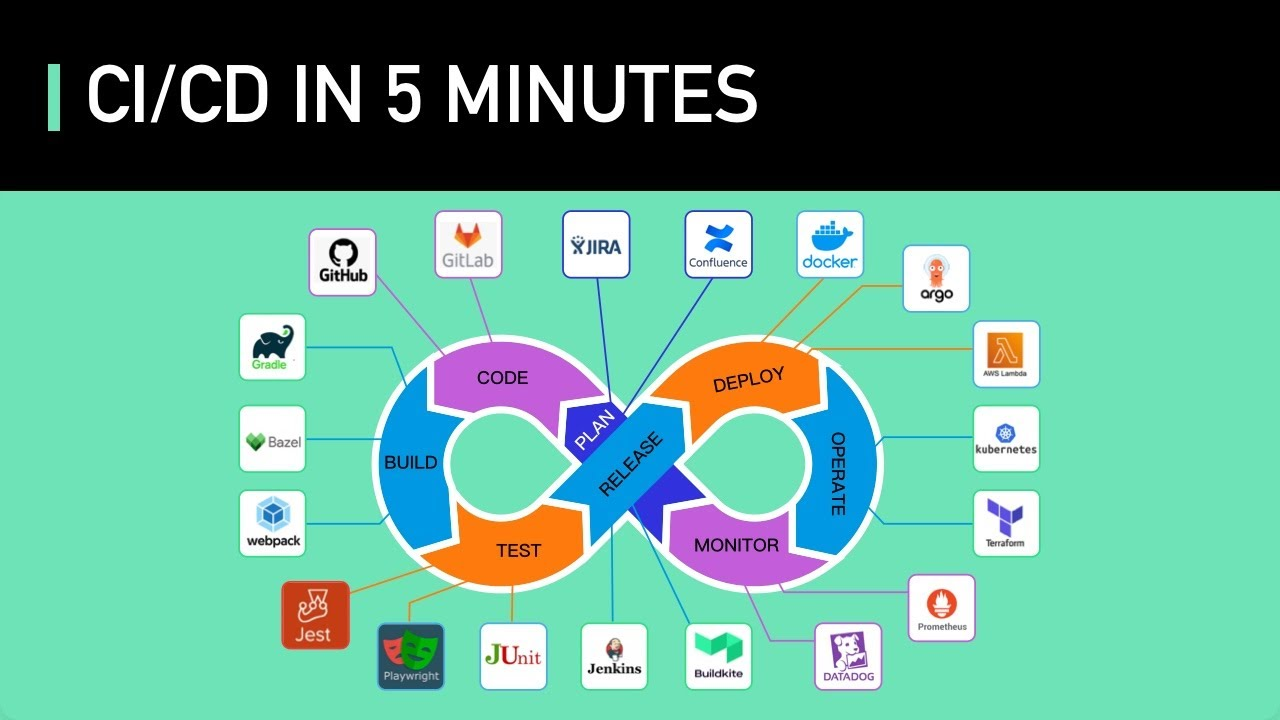 CI/CD IN 5 MINUTES
GitHub
GitLab
JIRA
Confluence
docker
argo
Gradle
AWS Lambda
CODE
DEPLOY
PLAN
Bazel
BUILD
RELEASE
OPERATE
kubernetes
webpack
TEST
MONITOR
Terraform
Jest
Playwright
JUnit
Jenkins
Buildkite
DATADOG
Prometheus